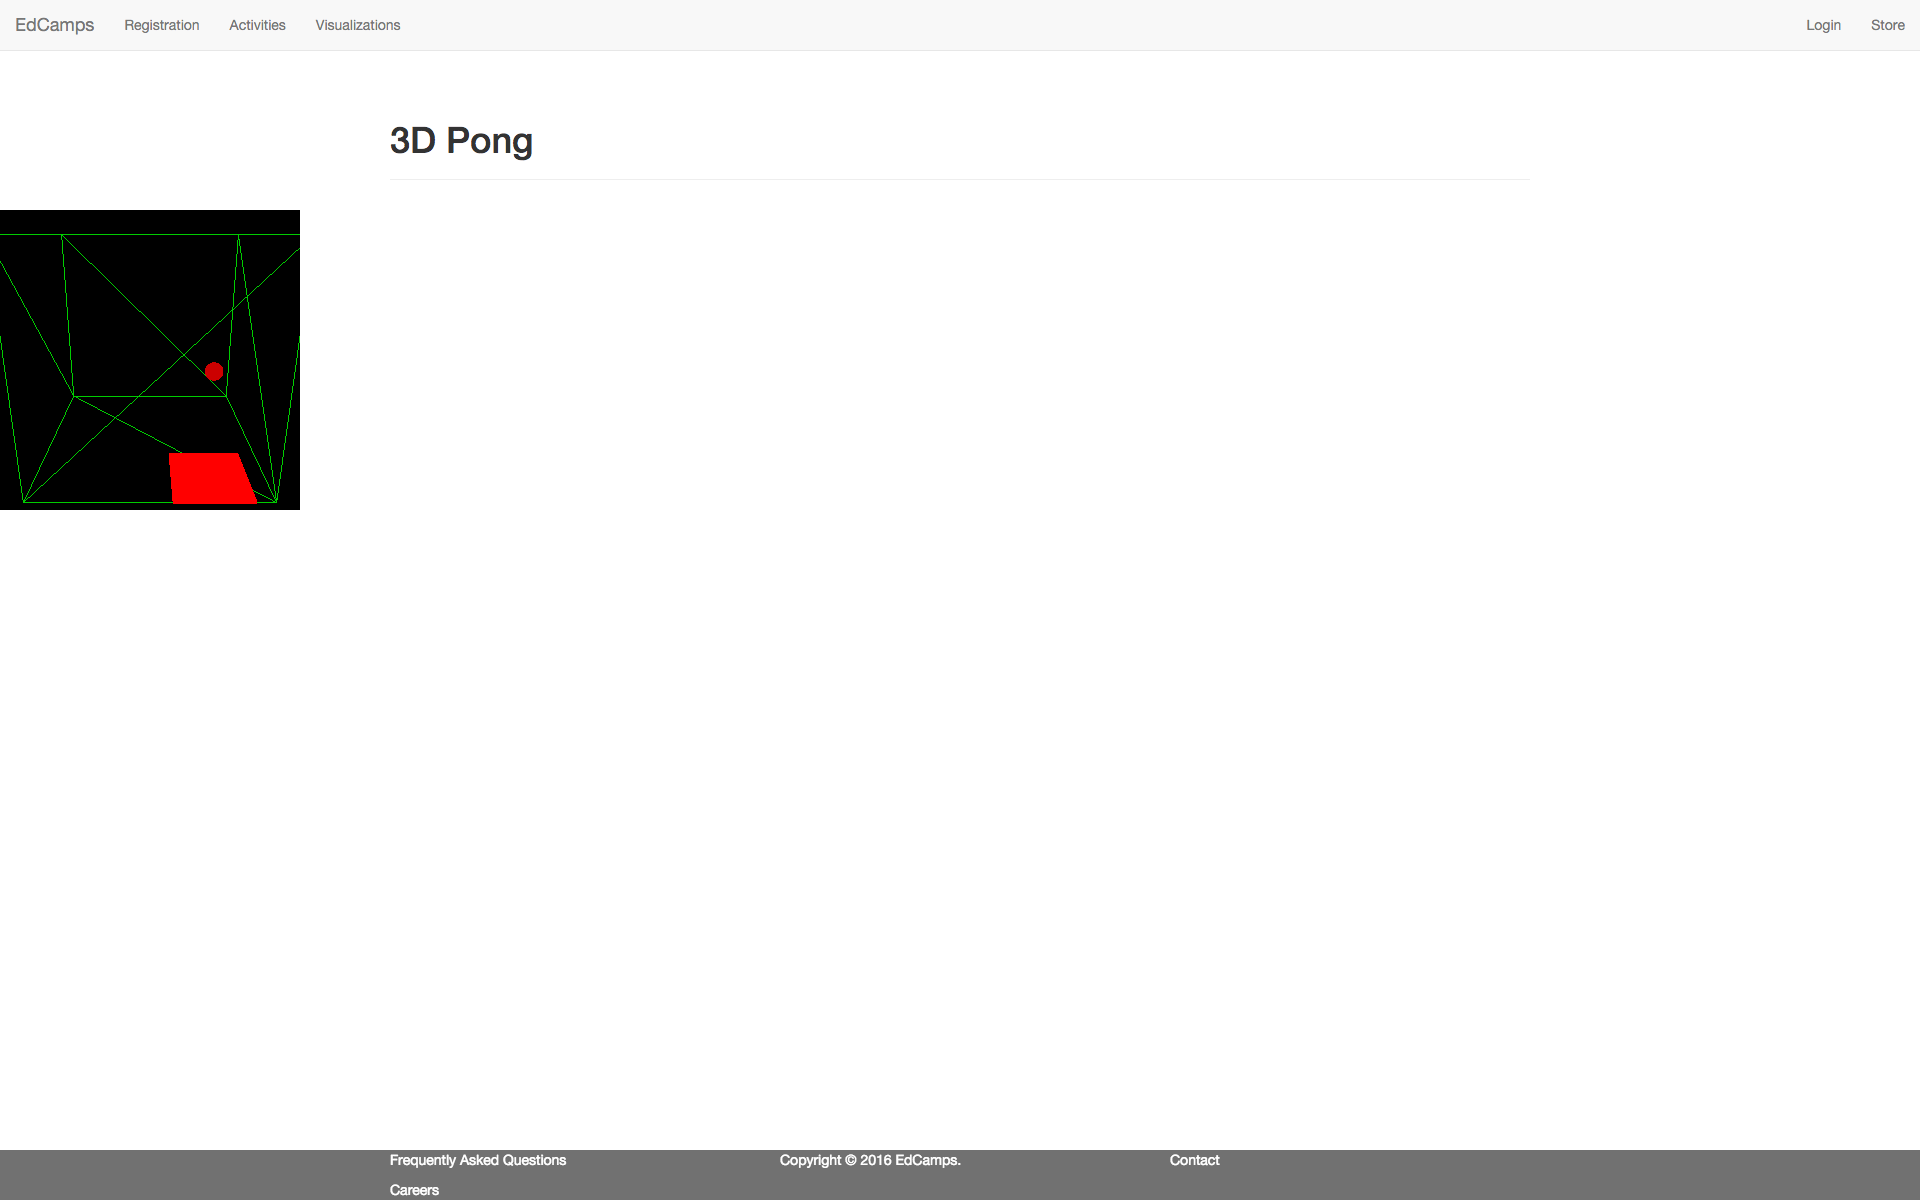 EdCamps Registration Activities Visualizations Login Store
3D Pong
Frequently Asked Questions Copyright © 2016 EdCamps. Contact
Careers